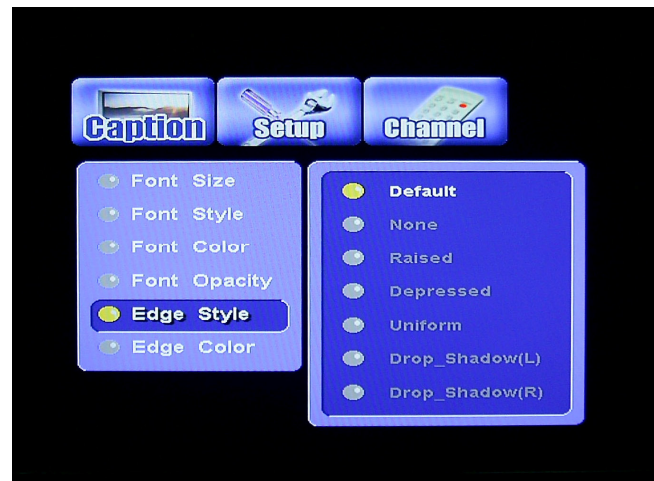 Caption
Setup
Channel
Font Size
Font Style
Font Color
Font Opacity
Edge Style
Edge Color
Default
None
Raised
Depressed
Uniform
Drop_Shadow(L)
Drop_Shadow(R)